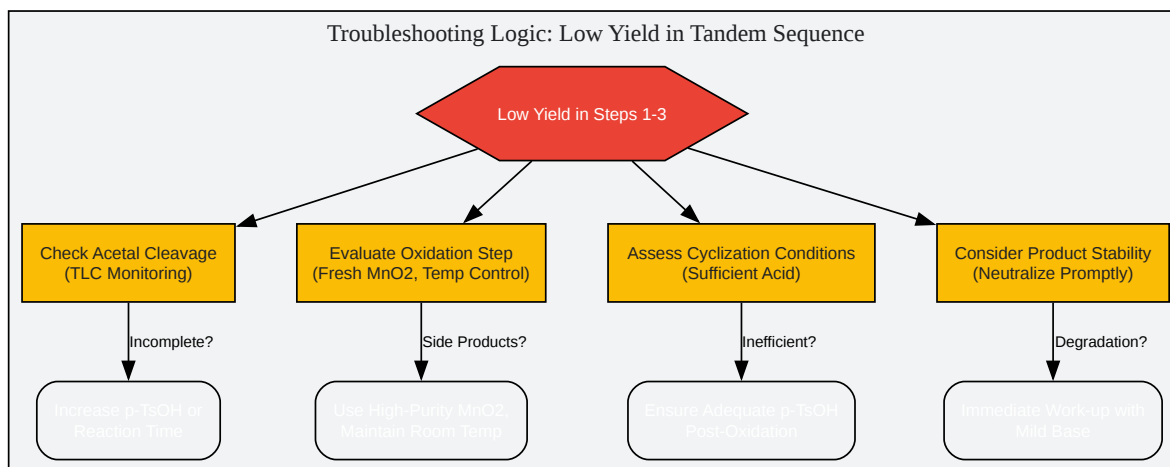 Troubleshooting Logic: Low Yield in Tandem Sequence
Low Yield in Steps 1-3
Check Acetal Cleavage
(TLC Monitoring)
Evaluate Oxidation Step
(Fresh MnO2, Temp Control)
Assess Cyclization Conditions
(Sufficient Acid)
Consider Product Stability
(Neutralize Promptly)
Incomplete?
Side Products?
Inefficient?
Degradation?
Increase p-TsOH or
Reaction Time
Use High-Purity MnO2,
Maintain Room Temp
Ensure Adequate p-TsOH
Post-Oxidation
Immediate Work-up with
Mild Base